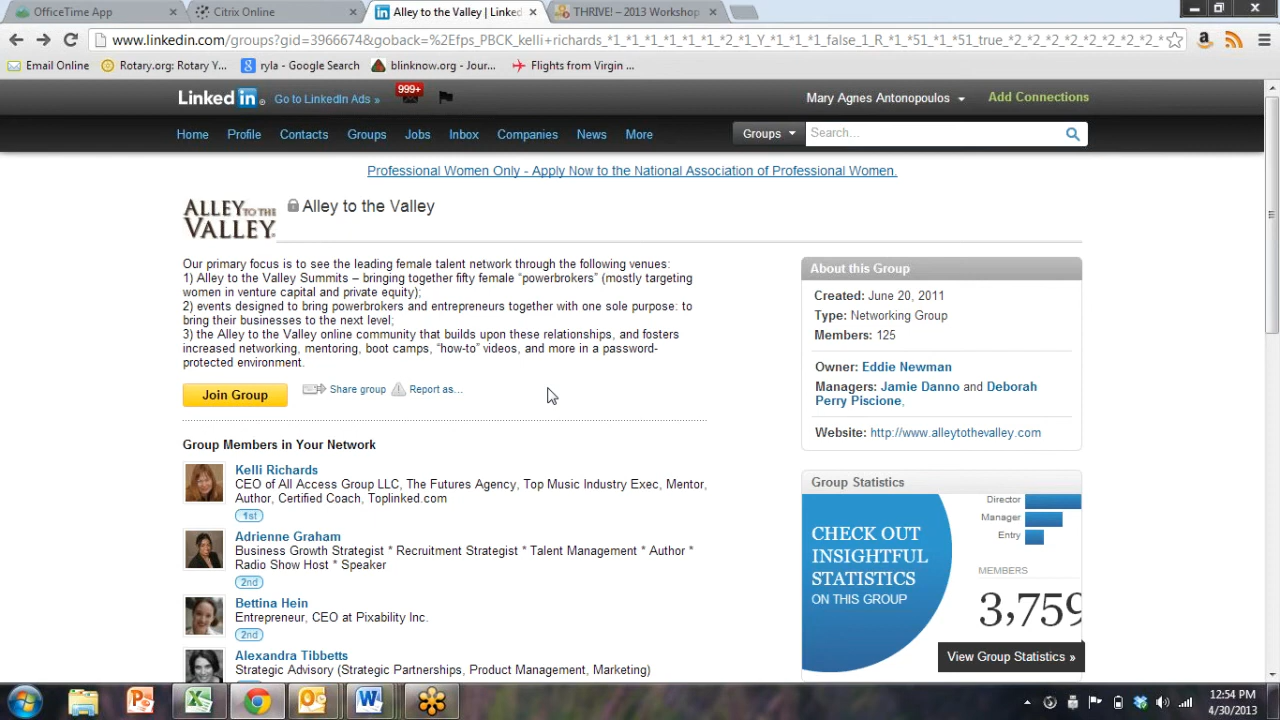 OfficeTime App
Citrix Online
Alley to the Valley | Linked
THRIVE! – 2013 Workshop
www.linkedin.com/groups?gid=3966674&goback=%2Efps_PBCK_kelli+richards_*1_*1_*1_*1_*1_*2_*1_Y_*1_*1_*1_false_1_R_*1_*51_*1_*51_true_*2_*2_*2_*2_*2_*2_*2_*2_*
Email Online
Rotary.org: Rotary Y...
ryla - Google Search
blinknow.org - Jour...
Flights from Virgini...
Linked in
Go to LinkedIn Ads »
999+
Mary Agnes Antonopoulos
Add Connections
Home Profile Contacts Groups Jobs Inbox Companies News More
Groups
Search...
Professional Women Only - Apply Now to the National Association of Professional Women.
ALLEY TO THE
VALLEY
Alley to the Valley
Our primary focus is to see the leading female talent network through the following venues:
1) Alley to the Valley Summits – bringing together fifty female “powerbrokers” (mostly targeting
women in venture capital and private equity);
2) events designed to bring powerbrokers and entrepreneurs together with one sole purpose: to
bring their businesses to the next level;
3) the Alley to the Valley online community that builds upon these relationships, and fosters
increased networking, mentoring, boot camps, “how-to” videos, and more in a password-
protected environment.
Join Group
Share group
Report as...
Group Members in Your Network
Kelli Richards
CEO of All Access Group LLC, The Futures Agency, Top Music Industry Exec, Mentor,
Author, Certified Coach, Toplinked.com
1st
Adrienne Graham
Business Growth Strategist * Recruitment Strategist * Talent Management * Author *
Radio Show Host * Speaker
2nd
Bettina Hein
Entrepreneur, CEO at Pixability Inc.
2nd
Alexandra Tibbetts
Strategic Advisory (Strategic Partnerships, Product Management, Marketing)
About this Group
Created: June 20, 2011
Type: Networking Group
Members: 125
Owner: Eddie Newman
Managers: Jamie Danno and Deborah
Perry Piscione,
Website: http://www.alleytothevalley.com
Group Statistics
CHECK OUT
INSIGHTFUL
STATISTICS
ON THIS GROUP
Director
Manager
Entry
MEMBERS
3,759
View Group Statistics »
12:54 PM
4/30/2013